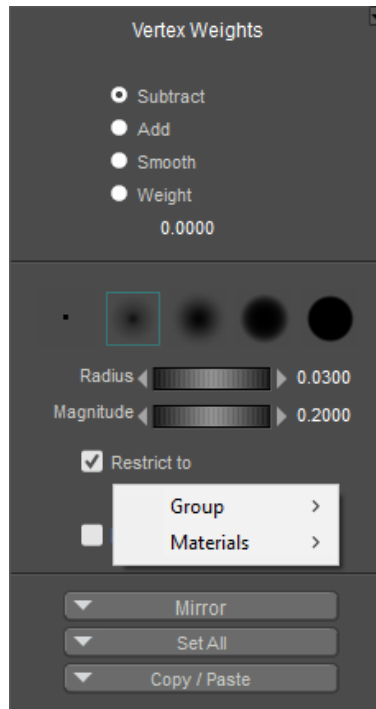 Vertex Weights
Subtract
Add
Smooth
Weight
0.0000
Radius 0.0300
Magnitude 0.2000
Restrict to
Group
Materials
Mirror
Set All
Copy / Paste